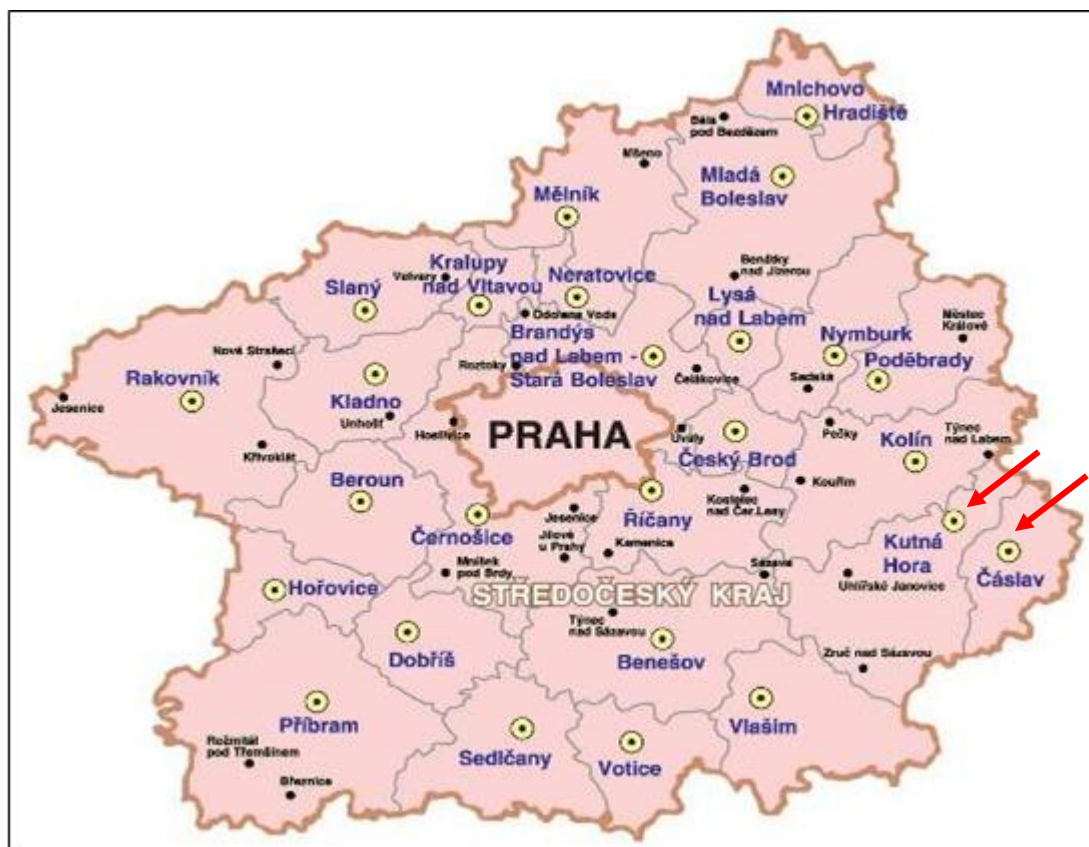 Mnichovo
Hradiště
Bělá
pod Bezdězem
Mšeno
Mladá
Boleslav
Mělník
Benátky
nad Jizerou
Kralupy
nad Vltavou
Velvary
Neratovice
Slaný
Lysá
nad Labem
Odolena Voda
Městec
Králové
Nymburk
Brandýs
nad Labem -
Stará Boleslav
Poděbrady
Nové Strašecí
Roztoky
Rakovník
Čelákovice
Sadská
Jesenice
Kladno
Unhošť
Hostivice
PRAHA
Úvaly
Pečky
Týnec
nad Labem
Kolín
Křivoklát
Český Brod
Beroun
Kouřim
Kostelec
nad Čer.Lesy
Říčany
Jesenice
Černošice
Jílové
u Prahy
Kamenice
Kutná
Hora
Mníšek
pod Brdy
Sázava
Uhlířské Janovice
Čáslav
Hořovice
STŘEDOČESKÝ KRAJ
Týnec
nad Sázavou
Dobříš
Benešov
Zruč nad Sázavou
Příbram
Vlašim
Rožmitál
pod Třemšínem
Sedlčany
Votice
Březnice